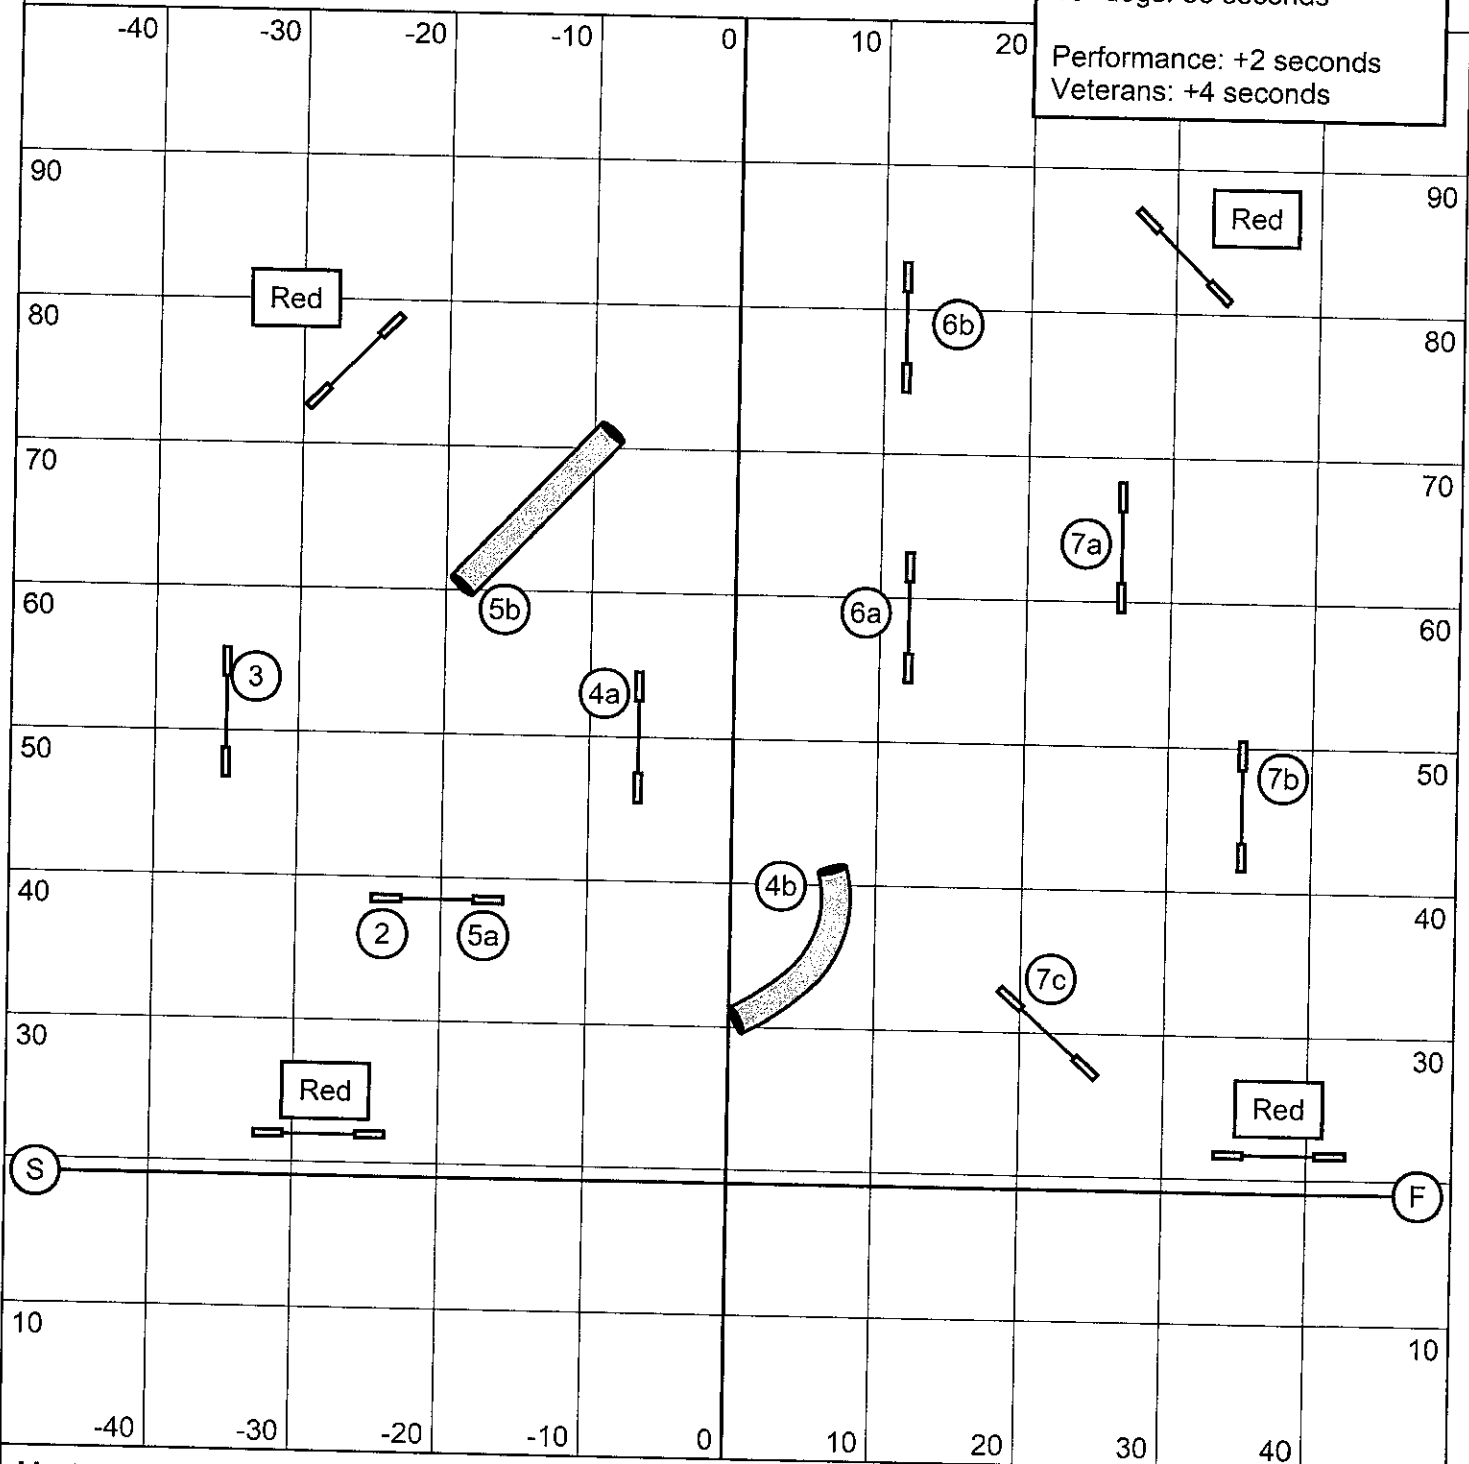 -40 -30 -20 -10 0 10 20
Performance: +2 seconds
Veterans: +4 seconds
90 90
Red
Red
80 6b 80
70 70
7a
60 5b 6a 60
3 4a
50 7b 50
40 4b 40
2 5a
7c
30 30
Red Red
S F
10 10
-40 -30 -20 -10 0 10 20 30 40